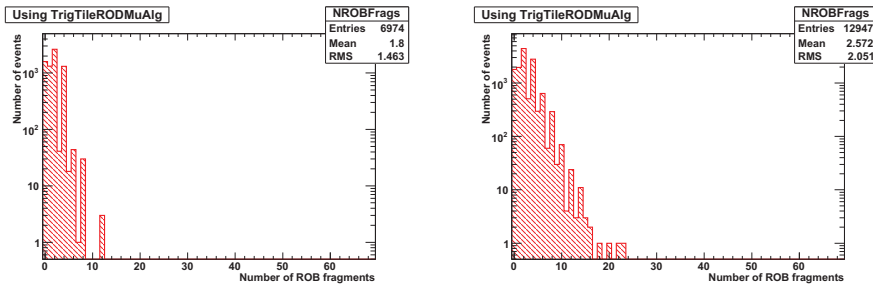 Using TrigTileRODMuAlg
NROBFrags
Entries 6974
Mean 1.8
RMS 1.463
Number of events
10³
10²
10
1
0 10 20 30 40 50 60
Number of ROB fragments
Using TrigTileRODMuAlg
NROBFrags
Entries 12947
Mean 2.572
RMS 2.051
Number of events
10³
10²
10
1
0 10 20 30 40 50 60
Number of ROB fragments